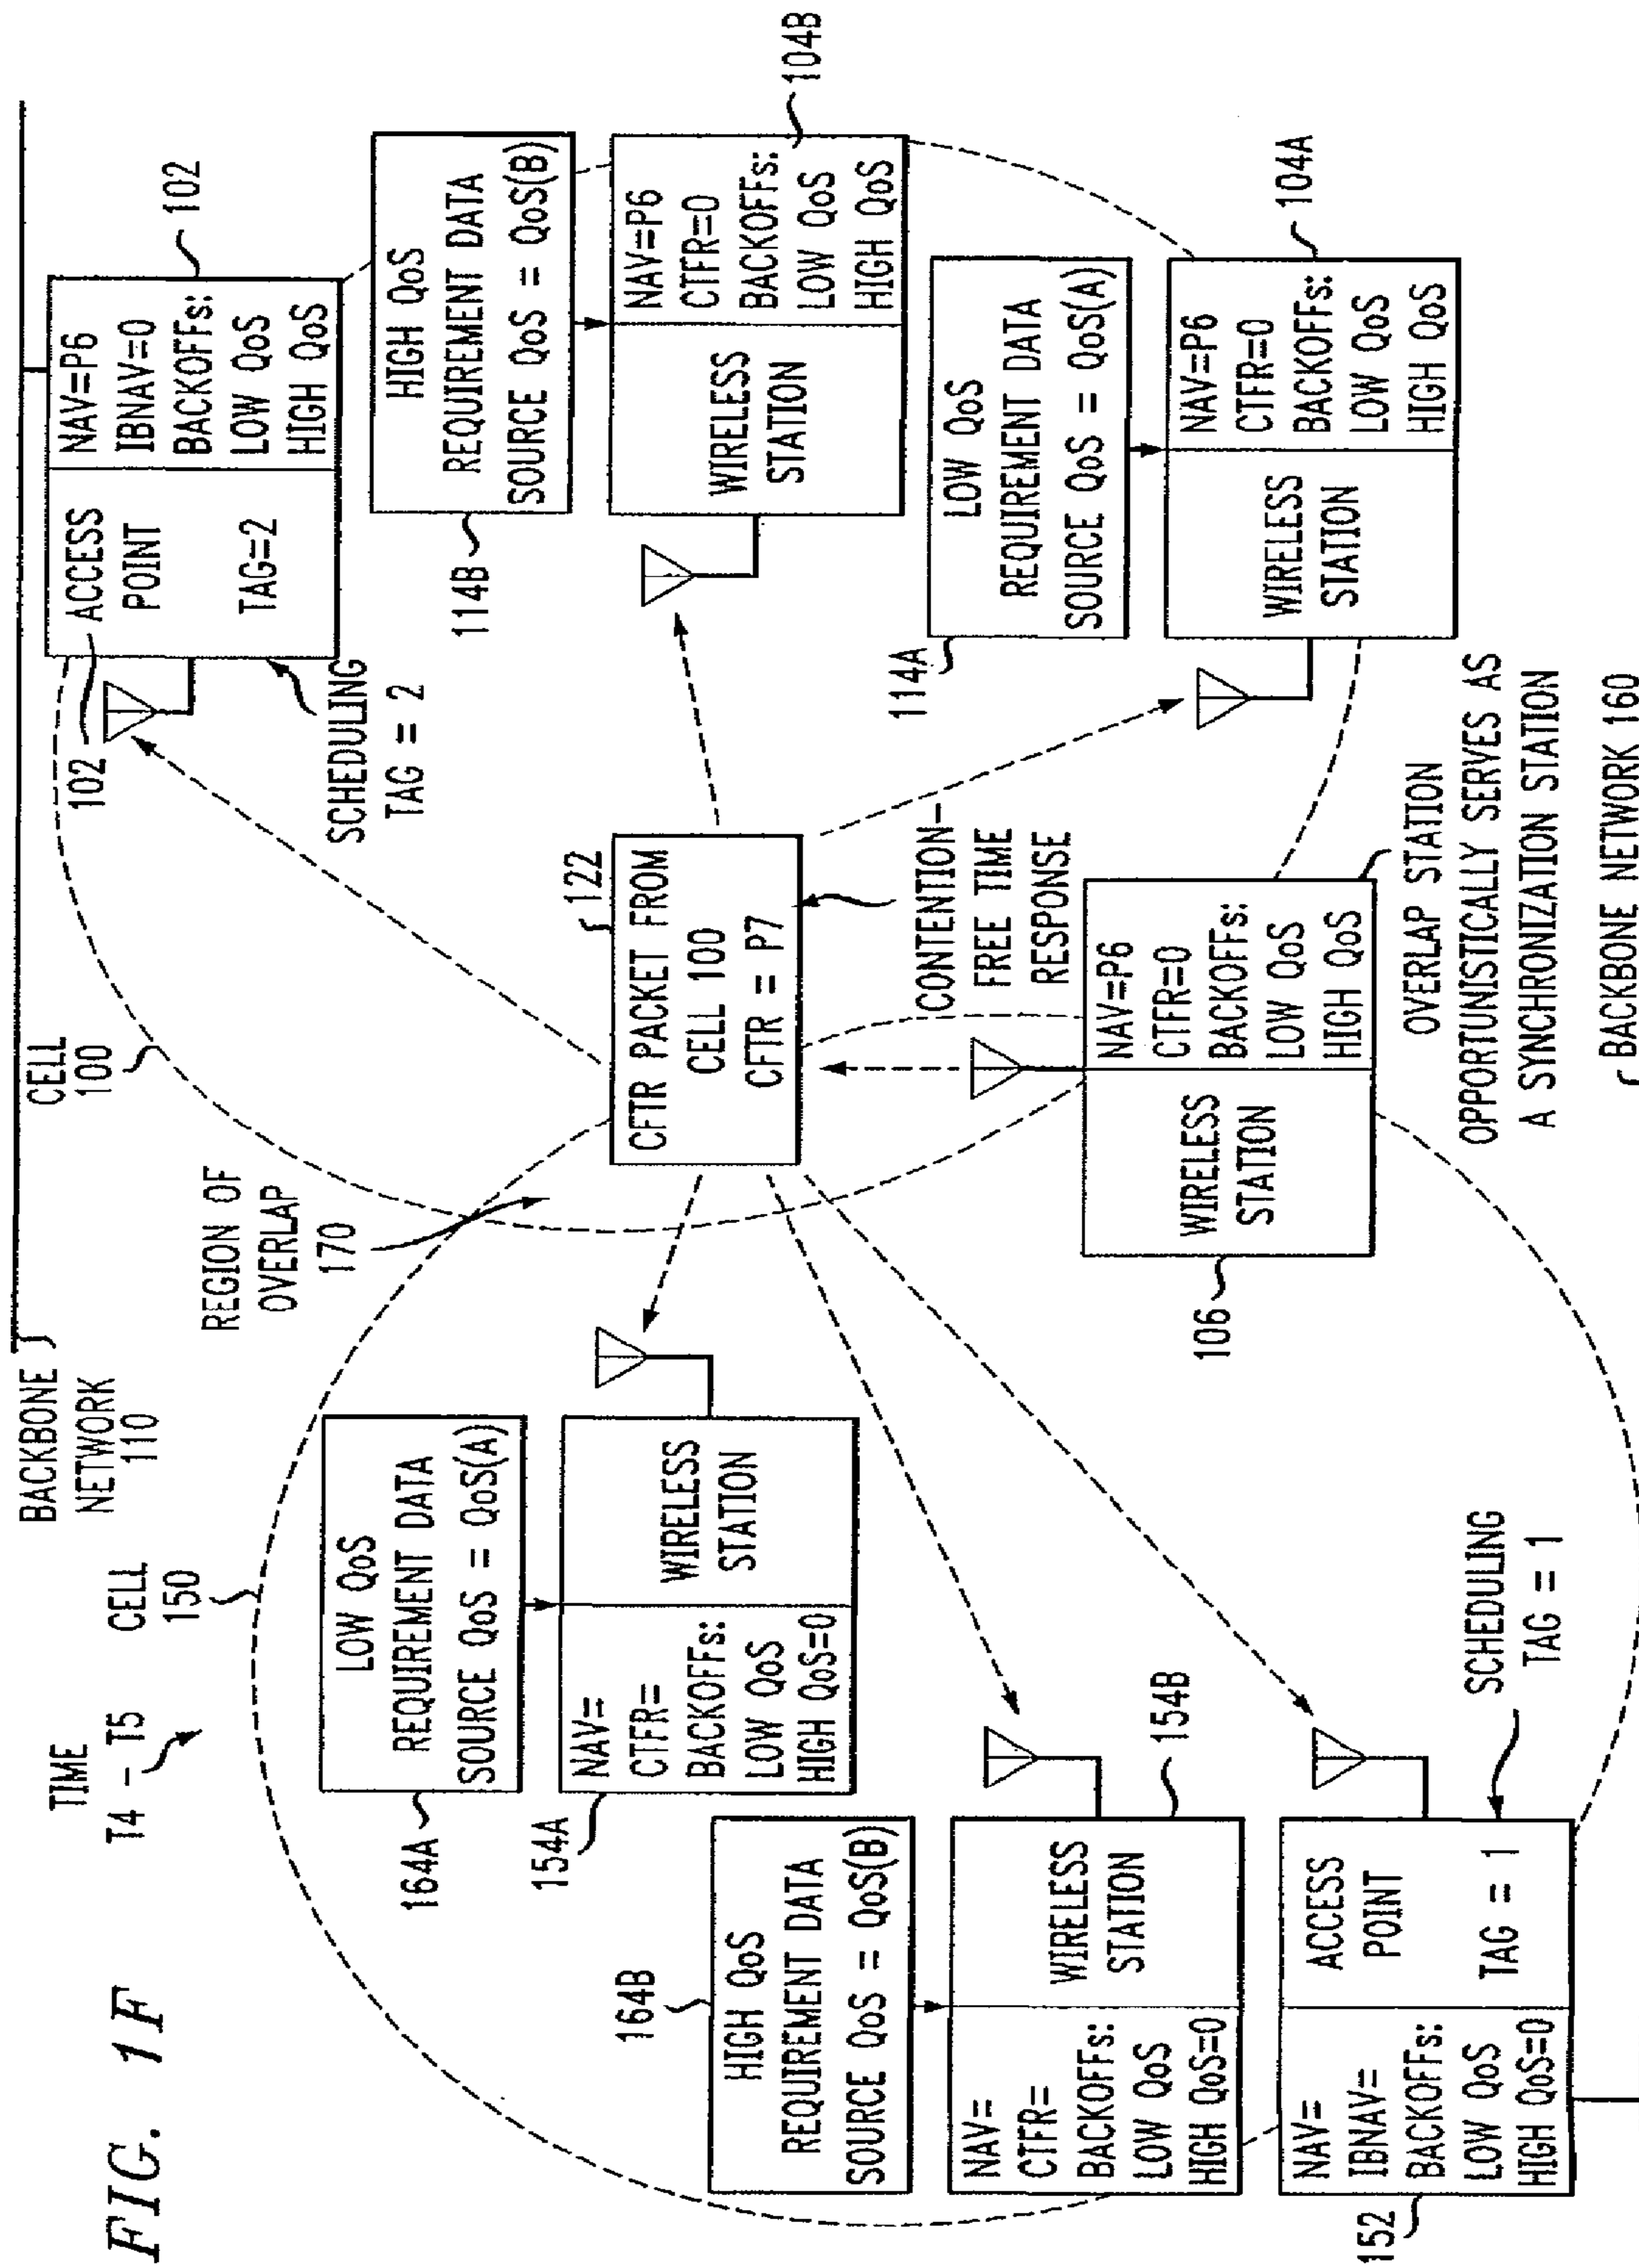 FIG. 1F
TIME
T4 – T5
CELL
150
BACKBONE
NETWORK
110
REGION OF
OVERLAP
170
CELL
100
102
ACCESS
POINT
TAG=2
NAV=P6
IBNAV=0
BACKOFFs:
LOW QoS
HIGH QoS
102
SCHEDULING
TAG = 2
HIGH QoS
REQUIREMENT DATA
SOURCE QoS = QoS(B)
114B
WIRELESS
STATION
NAV=P6
CTFR=0
BACKOFFs:
LOW QoS
HIGH QoS
104B
LOW QoS
REQUIREMENT DATA
SOURCE QoS = QoS(A)
114A
WIRELESS
STATION
NAV=P6
CTFR=0
BACKOFFs:
LOW QoS
HIGH QoS
104A
122
CFTR PACKET FROM
CELL 100
CFTR = P7
CONTENTION–
FREE TIME
RESPONSE
WIRELESS
STATION
NAV=P6
CTFR=0
BACKOFFs:
LOW QoS
HIGH QoS
106
OVERLAP STATION
OPPORTUNISTICALLY SERVES AS
A SYNCHRONIZATION STATION
BACKBONE NETWORK 160
LOW QoS
REQUIREMENT DATA
SOURCE QoS = QoS(A)
164A
NAV=
CTFR=
BACKOFFs:
LOW QoS
HIGH QoS=0
WIRELESS
STATION
154A
164B
HIGH QoS
REQUIREMENT DATA
SOURCE QoS = QoS(B)
NAV=
CTFR=
BACKOFFs:
LOW QoS
HIGH QoS=0
WIRELESS
STATION
154B
NAV=
IBNAV=
BACKOFFs:
LOW QoS
HIGH QoS=0
ACCESS
POINT
TAG = 1
152
SCHEDULING
TAG = 1